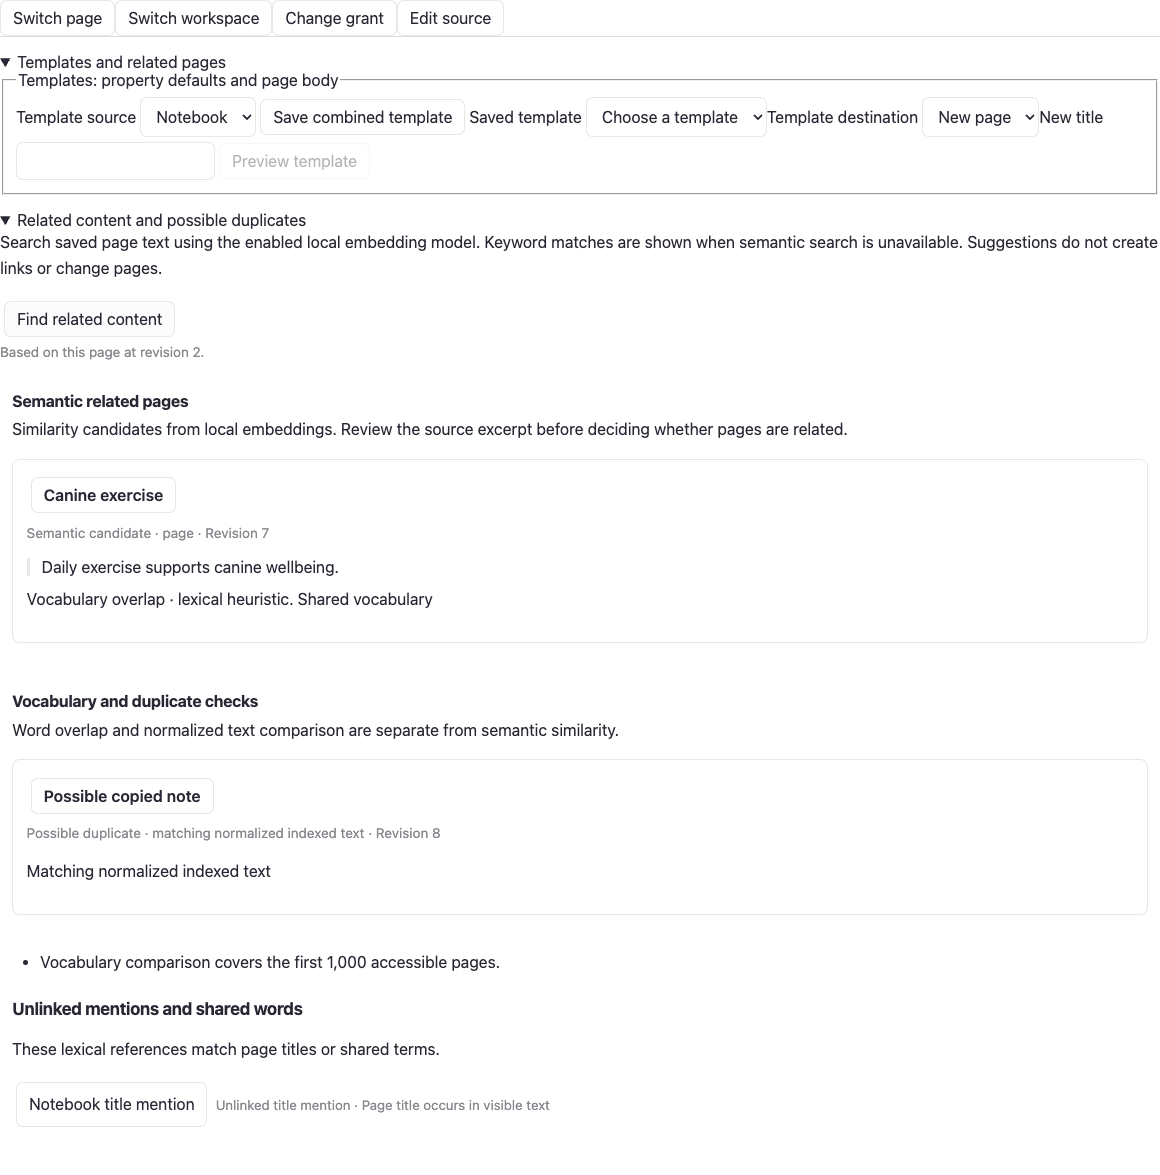 Switch page Switch workspace Change grant Edit source
▼ Templates and related pages
Templates: property defaults and page body
Template source Notebook Save combined template Saved template Choose a template Template destination New page New title
Preview template
▼ Related content and possible duplicates
Search saved page text using the enabled local embedding model. Keyword matches are shown when semantic search is unavailable. Suggestions do not create
links or change pages.
Find related content
Based on this page at revision 2.
Semantic related pages
Similarity candidates from local embeddings. Review the source excerpt before deciding whether pages are related.
Canine exercise
Semantic candidate · page · Revision 7
Daily exercise supports canine wellbeing.
Vocabulary overlap · lexical heuristic. Shared vocabulary
Vocabulary and duplicate checks
Word overlap and normalized text comparison are separate from semantic similarity.
Possible copied note
Possible duplicate · matching normalized indexed text · Revision 8
Matching normalized indexed text
• Vocabulary comparison covers the first 1,000 accessible pages.
Unlinked mentions and shared words
These lexical references match page titles or shared terms.
Notebook title mention Unlinked title mention · Page title occurs in visible text